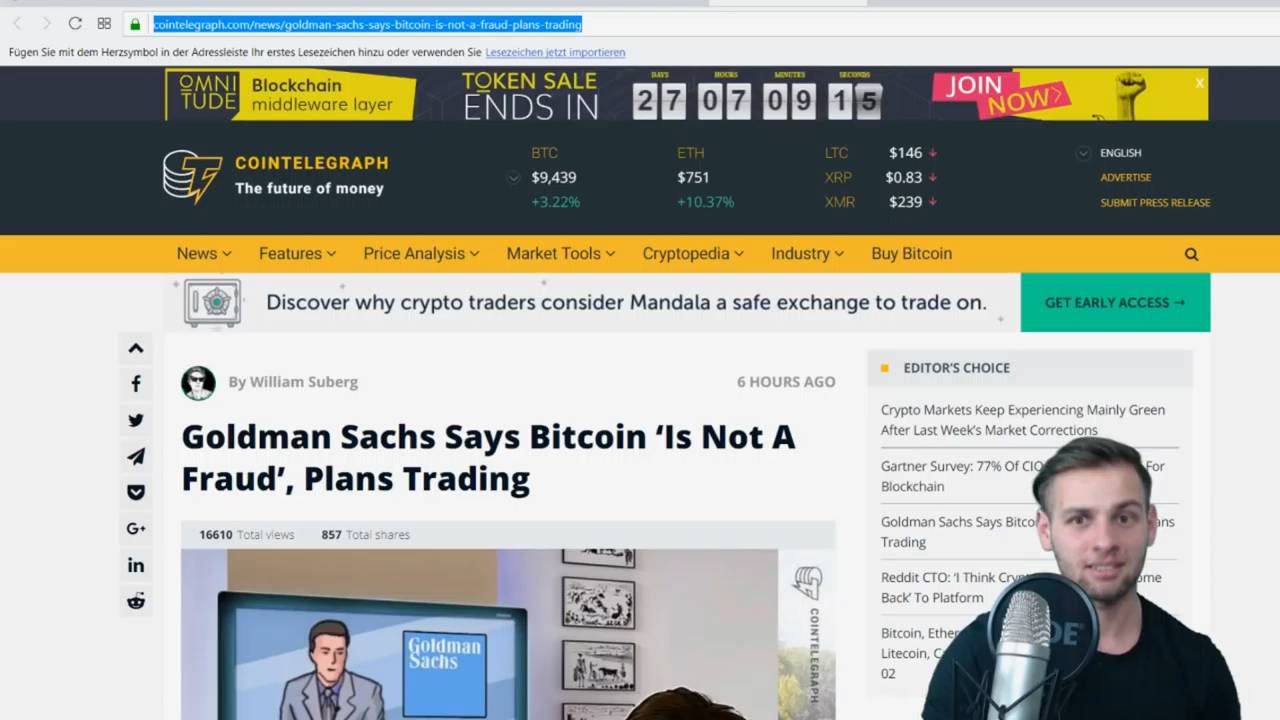 cointelegraph.com/news/goldman-sachs-says-bitcoin-is-not-a-fraud-plans-trading
Fügen Sie mit dem Herzsymbol in der Adressleiste Ihr erstes Lesezeichen hinzu oder verwenden Sie Lesezeichen jetzt importieren
OMNI
TUDE
Blockchain
middleware layer
TOKEN SALE
ENDS IN
DAYS HOURS MINUTES SECONDS
27 07 09 15
JOIN
NOW
X
COINTELEGRAPH
The future of money
BTC
$9,439
+3.22%
ETH
$751
+10.37%
LTC $146
XRP $0.83
XMR $239
ENGLISH
ADVERTISE
SUBMIT PRESS RELEASE
News Features Price Analysis Market Tools Cryptopedia Industry Buy Bitcoin
Discover why crypto traders consider Mandala a safe exchange to trade on.
GET EARLY ACCESS →
By William Suberg
6 HOURS AGO
Goldman Sachs Says Bitcoin ‘Is Not A
Fraud’, Plans Trading
16610 Total views 857 Total shares
Goldman
Sachs
COINTELEGRAPH
EDITOR'S CHOICE
Crypto Markets Keep Experiencing Mainly Green
After Last Week's Market Corrections
Gartner Survey: 77% Of CIO For
Blockchain
Goldman Sachs Says Bitco ans
Trading
Reddit CTO: ‘I Think Cry ome
Back’ To Platform
Bitcoin, Ether
Litecoin, C
02
DE